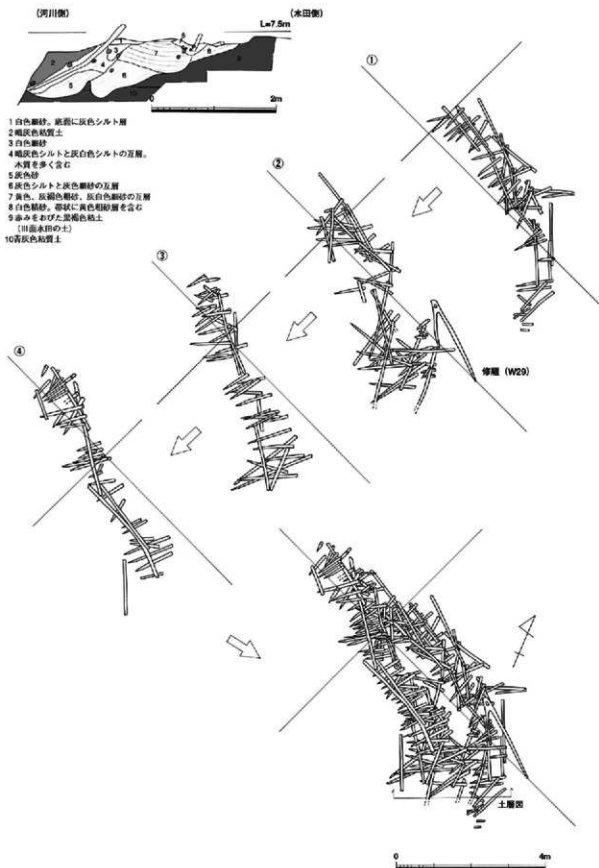 (河川側)
(水田側)
L=7.5m
0 2m
1 白色細砂。底面に灰色シルト層
2 暗灰色粘質土
3 白色細砂
4 暗灰色シルトと灰白色シルトの互層。
木質を多く含む
5 灰色砂
6 灰色シルトと灰色細砂の互層
7 黄色、灰褐色粗砂、灰白色細砂の互層
8 白色精砂。帯状に黄色粗砂層を含む
9 赤みをおびた黒褐色粘土
(III面水田の土)
10 青灰色粘質土
①
②
③
④
修羅 (W29)
土層図
0 4m